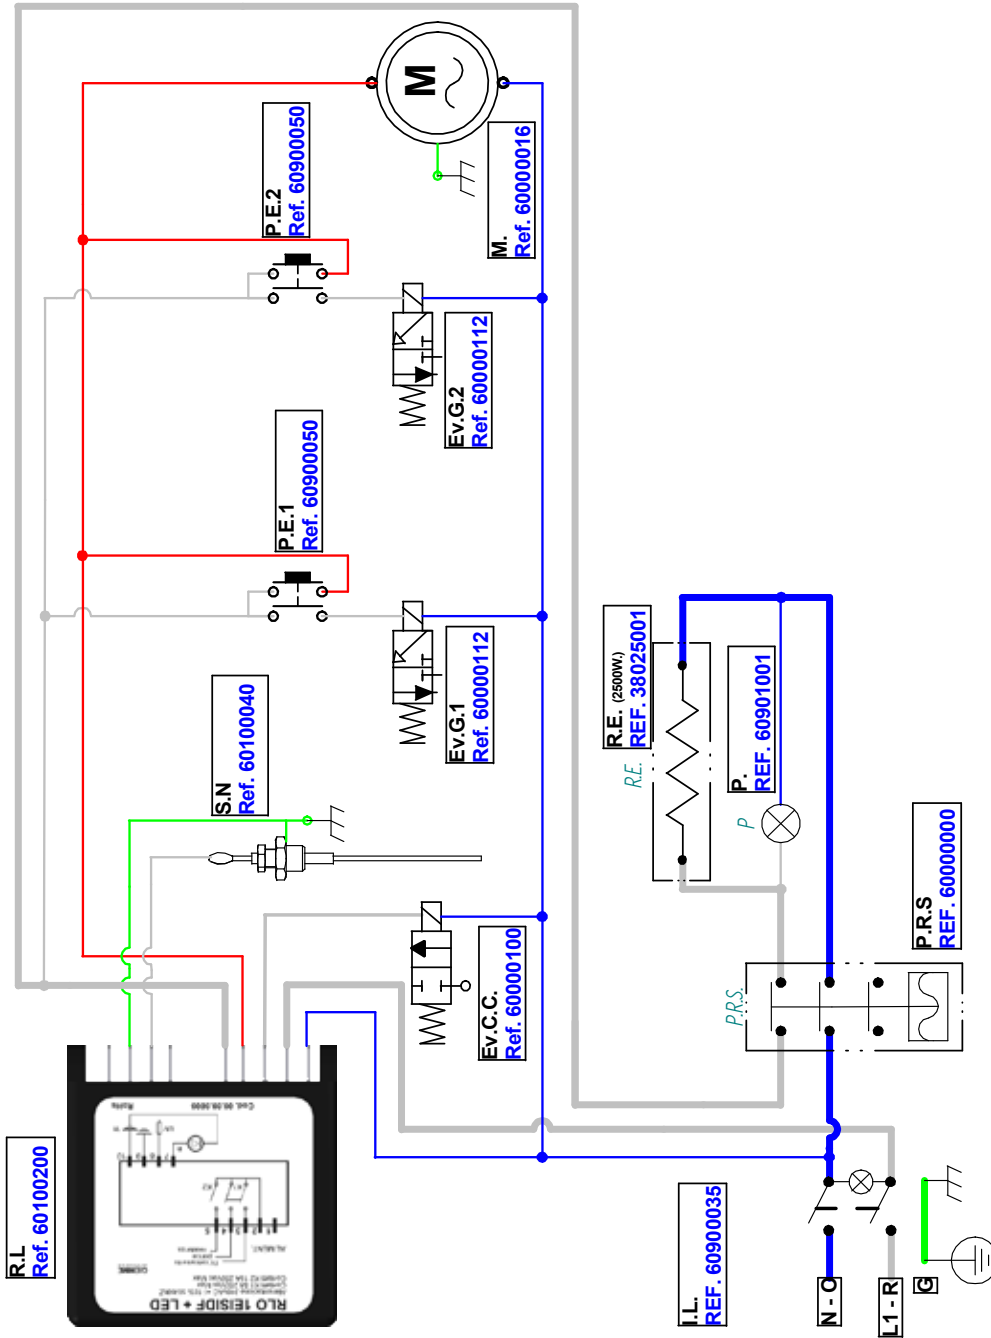 M
P.E.2
Ref. 60900050
M.
Ref. 60000016
Ev.G.2
Ref. 60000112
P.E.1
Ref. 60900050
Ev.G.1
Ref. 60000112
S.N
Ref. 60100040
R.E. (2500W.)
REF. 38025001
R.E.
P.
REF. 60901001
P
P.R.S
REF. 60000000
P.R.S.
Ev.C.C.
Ref. 60000100
R.L
Ref. 60100200
RLO 1E1SIDF + LED
I.L.
REF. 60900035
N - O
L1 - R
G